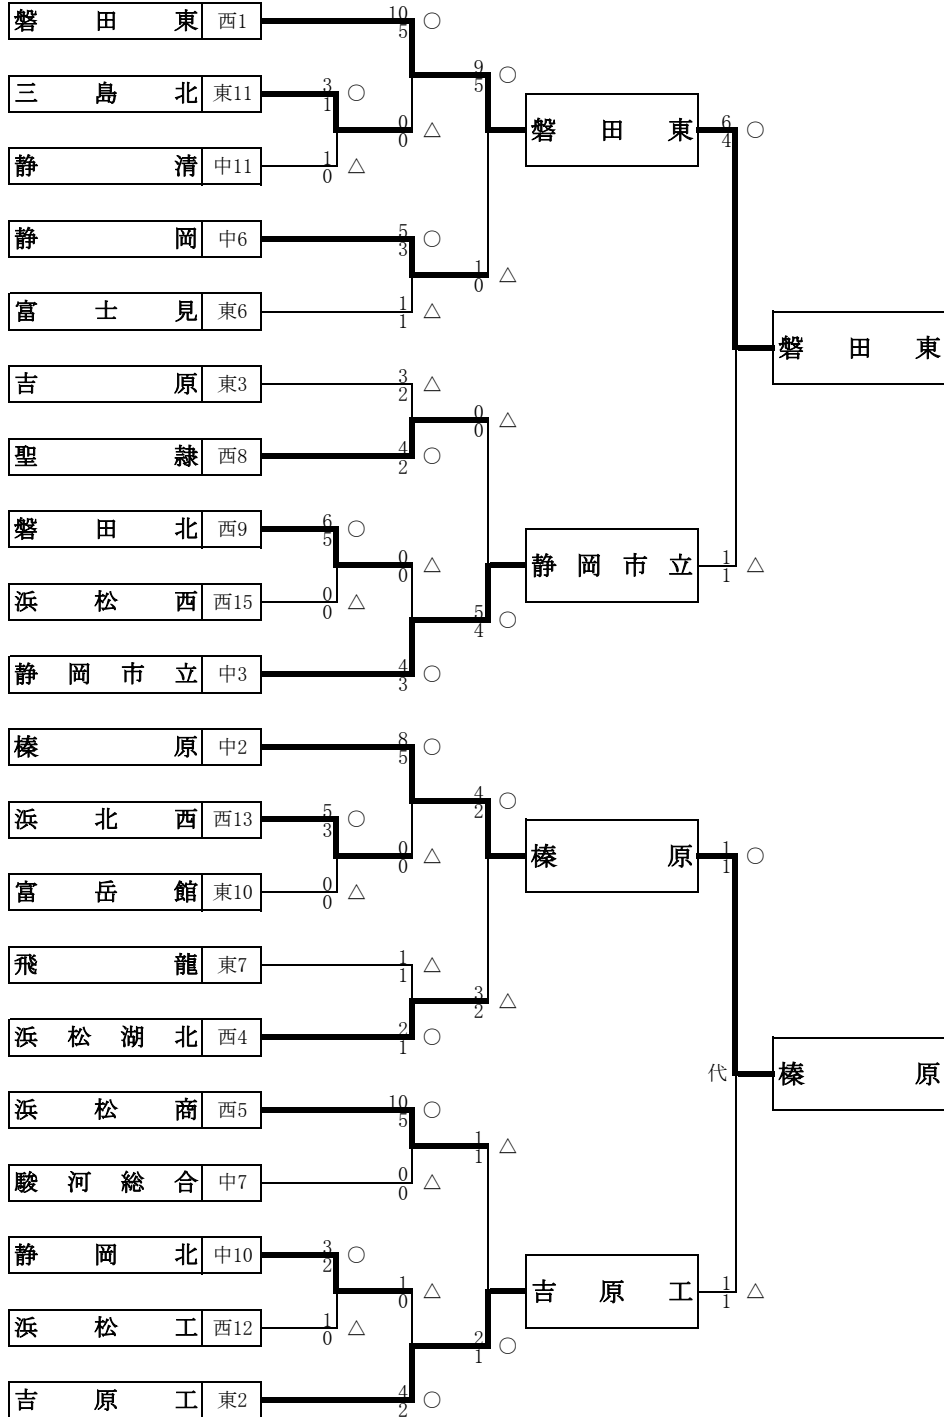 磐田東 西1
10
5 ○
9
5 ○
三島北 東11
3
1 ○
0
0 △
磐田東
6
4 ○
静清 中11
1
0 △
静岡 中6
5
3 ○
1
0 △
富士見 東6
1
1 △
磐田東
吉原 東3
3
2 △
0
0 △
聖隷 西8
4
2 ○
磐田北 西9
6
5 ○
0
0 △
静岡市立
1
1 △
浜松西 西15
0
0 △
5
4 ○
静岡市立 中3
4
3 ○
榛原 中2
8
5 ○
4
2 ○
浜北西 西13
5
3 ○
0
0 △
榛原
1
1 ○
富岳館 東10
0
0 △
飛龍 東7
1
1 △
3
2 △
浜松湖北 西4
2
1 ○
代 榛原
浜松商 西5
10
5 ○
1
1 △
駿河総合 中7
0
0 △
静岡北 中10
3
2 ○
1
0 △
吉原工
1
1 △
浜松工 西12
1
0 △
2
1 ○
吉原工 東2
4
2 ○